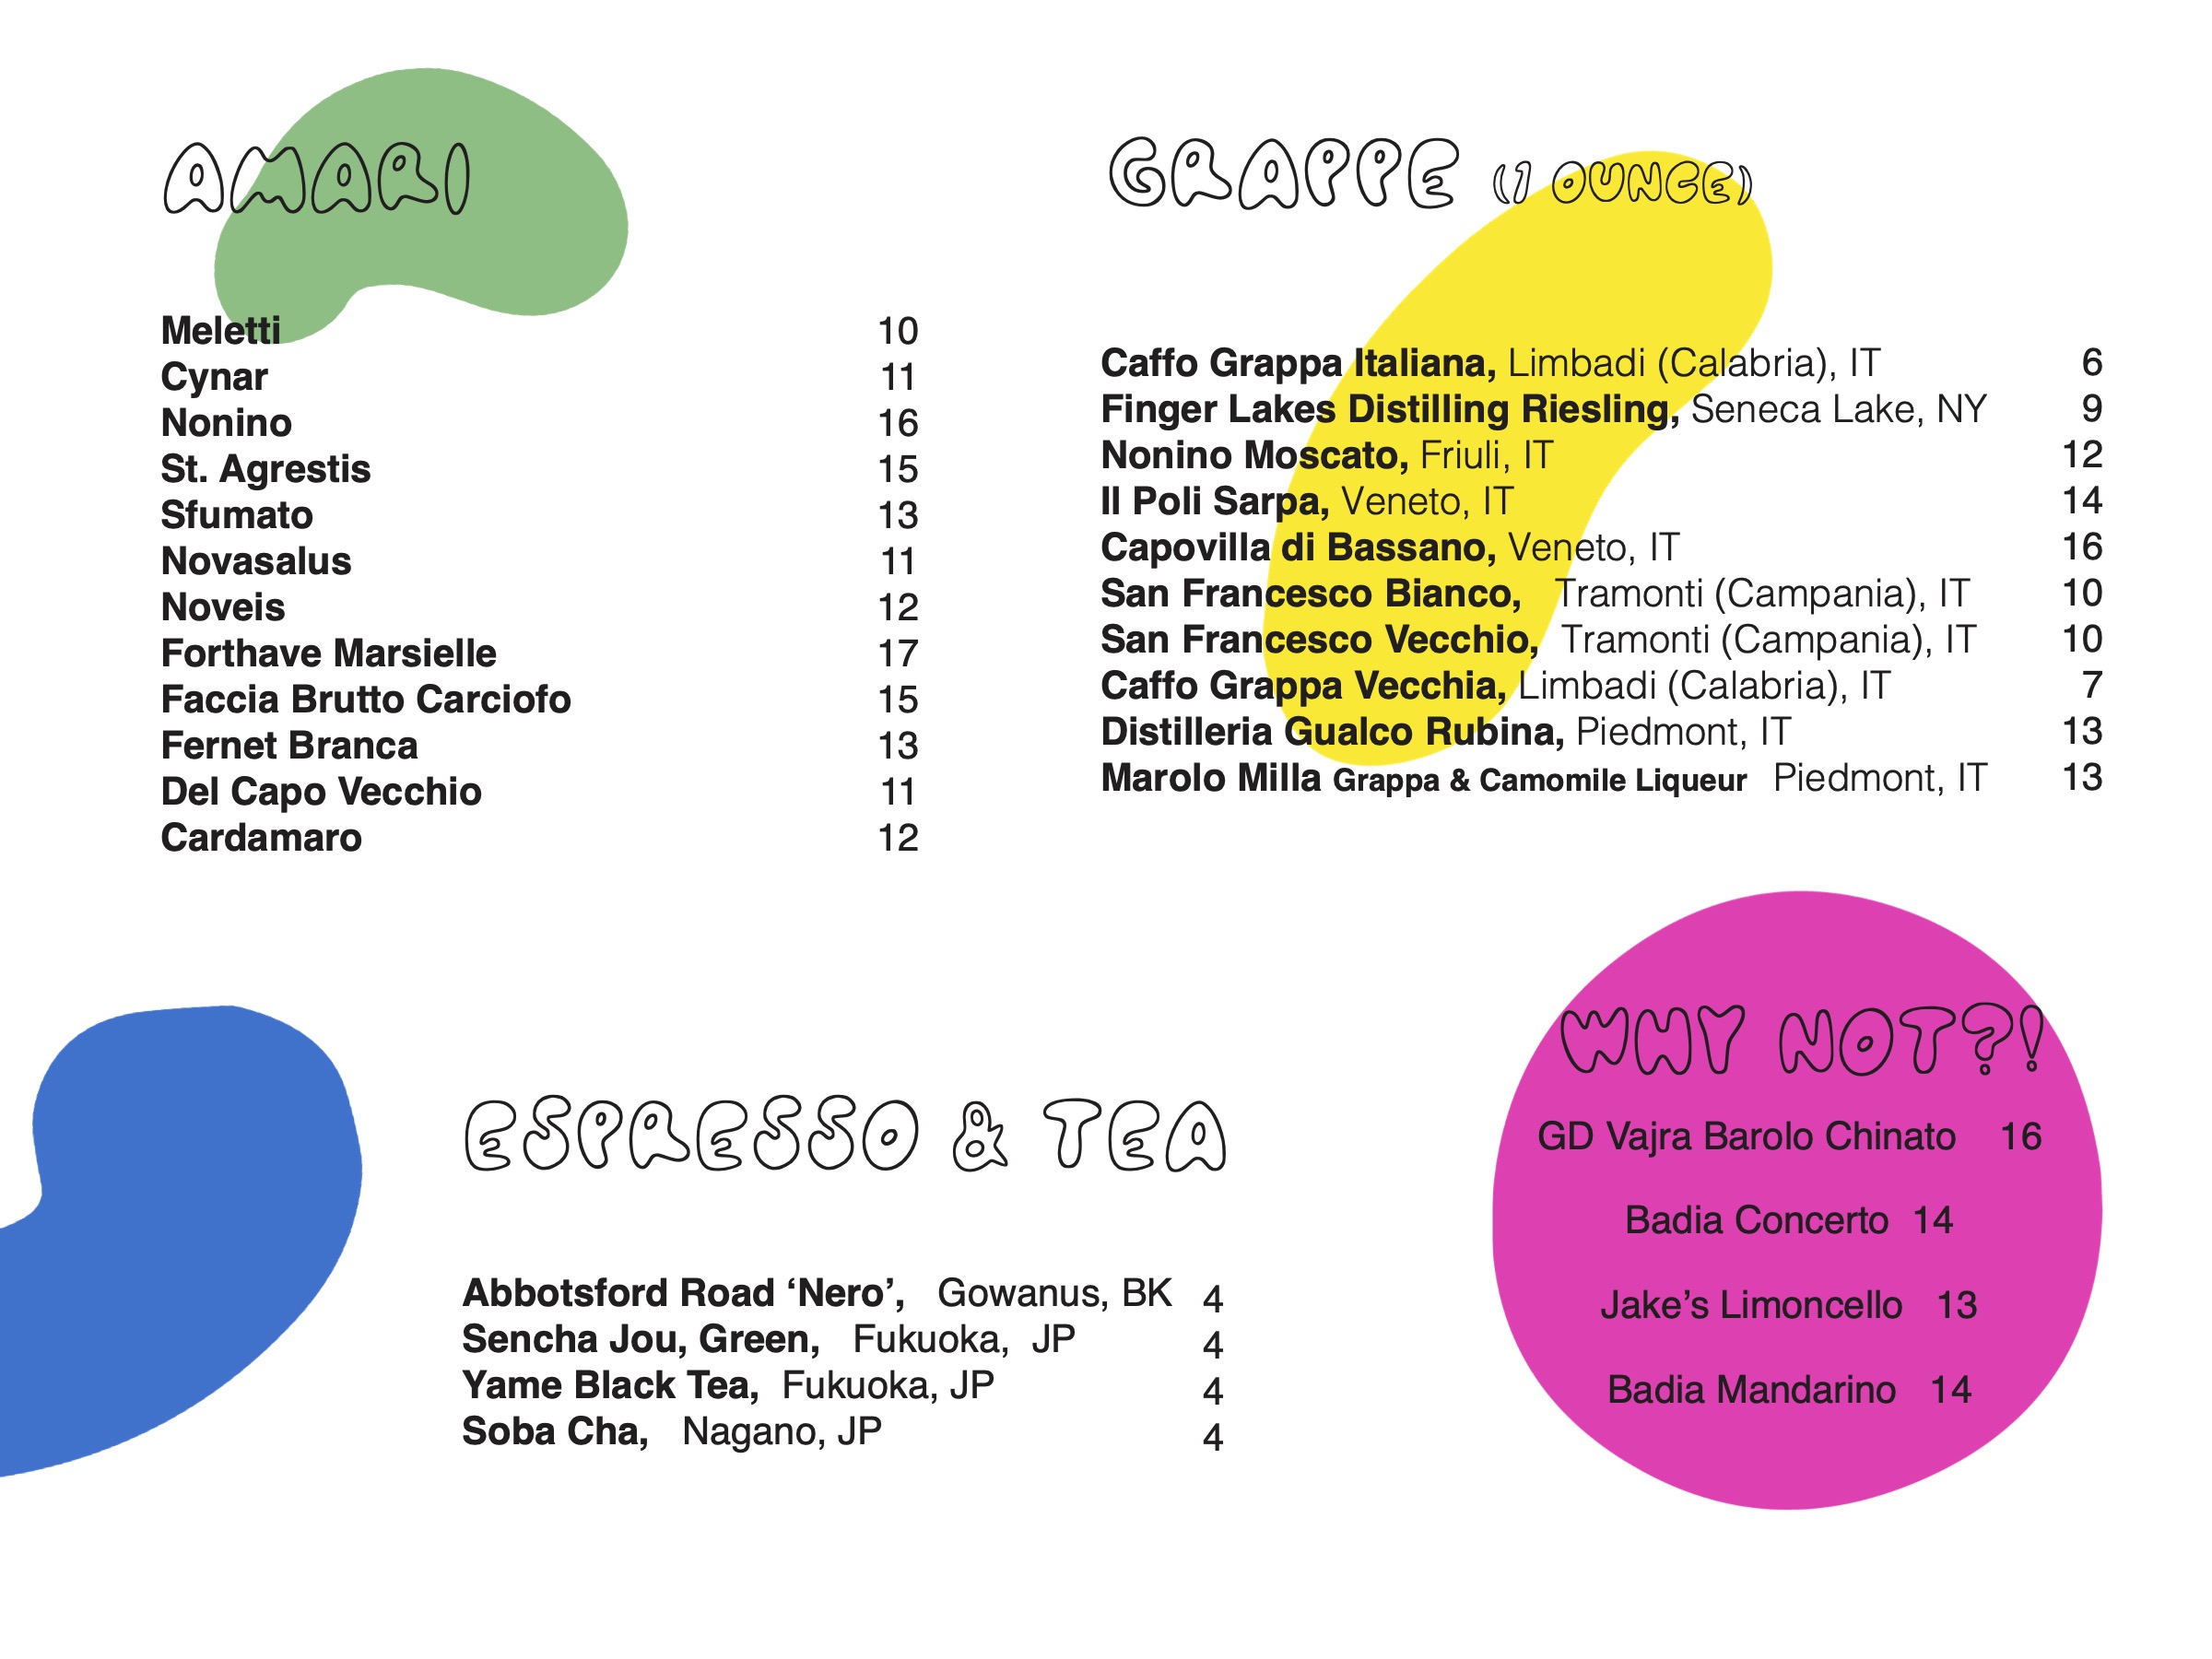 AMARI
Meletti 10
Cynar 11
Nonino 16
St. Agrestis 15
Sfumato 13
Novasalus 11
Noveis 12
Forthave Marsielle 17
Faccia Brutto Carciofo 15
Fernet Branca 13
Del Capo Vecchio 11
Cardamaro 12
GRAPPE (1 OUNCE)
Caffo Grappa Italiana, Limbadi (Calabria), IT 6
Finger Lakes Distilling Riesling, Seneca Lake, NY 9
Nonino Moscato, Friuli, IT 12
Il Poli Sarpa, Veneto, IT 14
Capovilla di Bassano, Veneto, IT 16
San Francesco Bianco, Tramonti (Campania), IT 10
San Francesco Vecchio, Tramonti (Campania), IT 10
Caffo Grappa Vecchia, Limbadi (Calabria), IT 7
Distilleria Gualco Rubina, Piedmont, IT 13
Marolo Milla Grappa & Camomile Liqueur Piedmont, IT 13
ESPRESSO & TEA
Abbotsford Road ‘Nero’, Gowanus, BK 4
Sencha Jou, Green, Fukuoka, JP 4
Yame Black Tea, Fukuoka, JP 4
Soba Cha, Nagano, JP 4
WHY NOT?!
GD Vajra Barolo Chinato 16
Badia Concerto 14
Jake’s Limoncello 13
Badia Mandarino 14